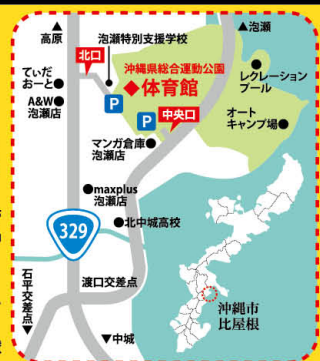 ▲高原
▲泡瀬
泡瀬特別支援学校
北口
沖縄県総合運動公園
◆体育館
てぃだ
おーと●
レクレーション
プール
P
A&W●
泡瀬店
P
中央口
オート
キャンプ場●
マンガ倉庫●
泡瀬店
●maxplus
泡瀬店
329
●北中城高校
石平交差点▼
渡口交差点
沖縄市
比屋根
▼中城